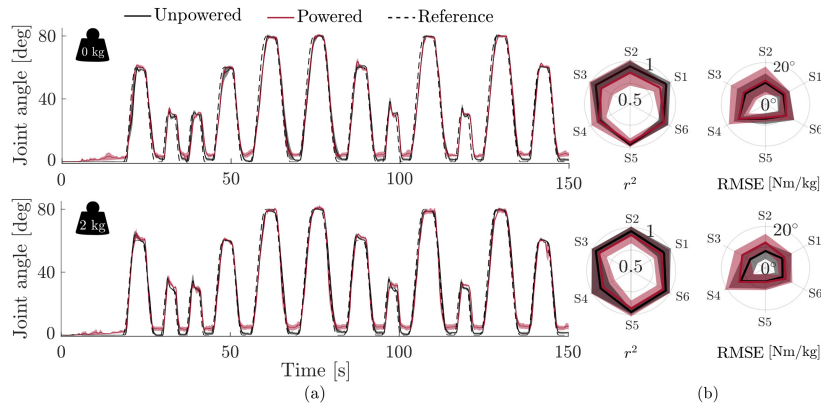 Unpowered Powered Reference
Joint angle [deg]
80
40
0
0 kg
0 50 100 150
S2
S3 1 S1
0.5
S4 S6
S5
r²
S2
S3 20° S1
0°
S4 S6
S5
RMSE [Nm/kg]
Joint angle [deg]
80
40
0
2 kg
0 50 100 150
Time [s]
(a)
S2
S3 1 S1
0.5
S4 S6
S5
r²
S2
S3 20° S1
0°
S4 S6
S5
RMSE [Nm/kg]
(b)